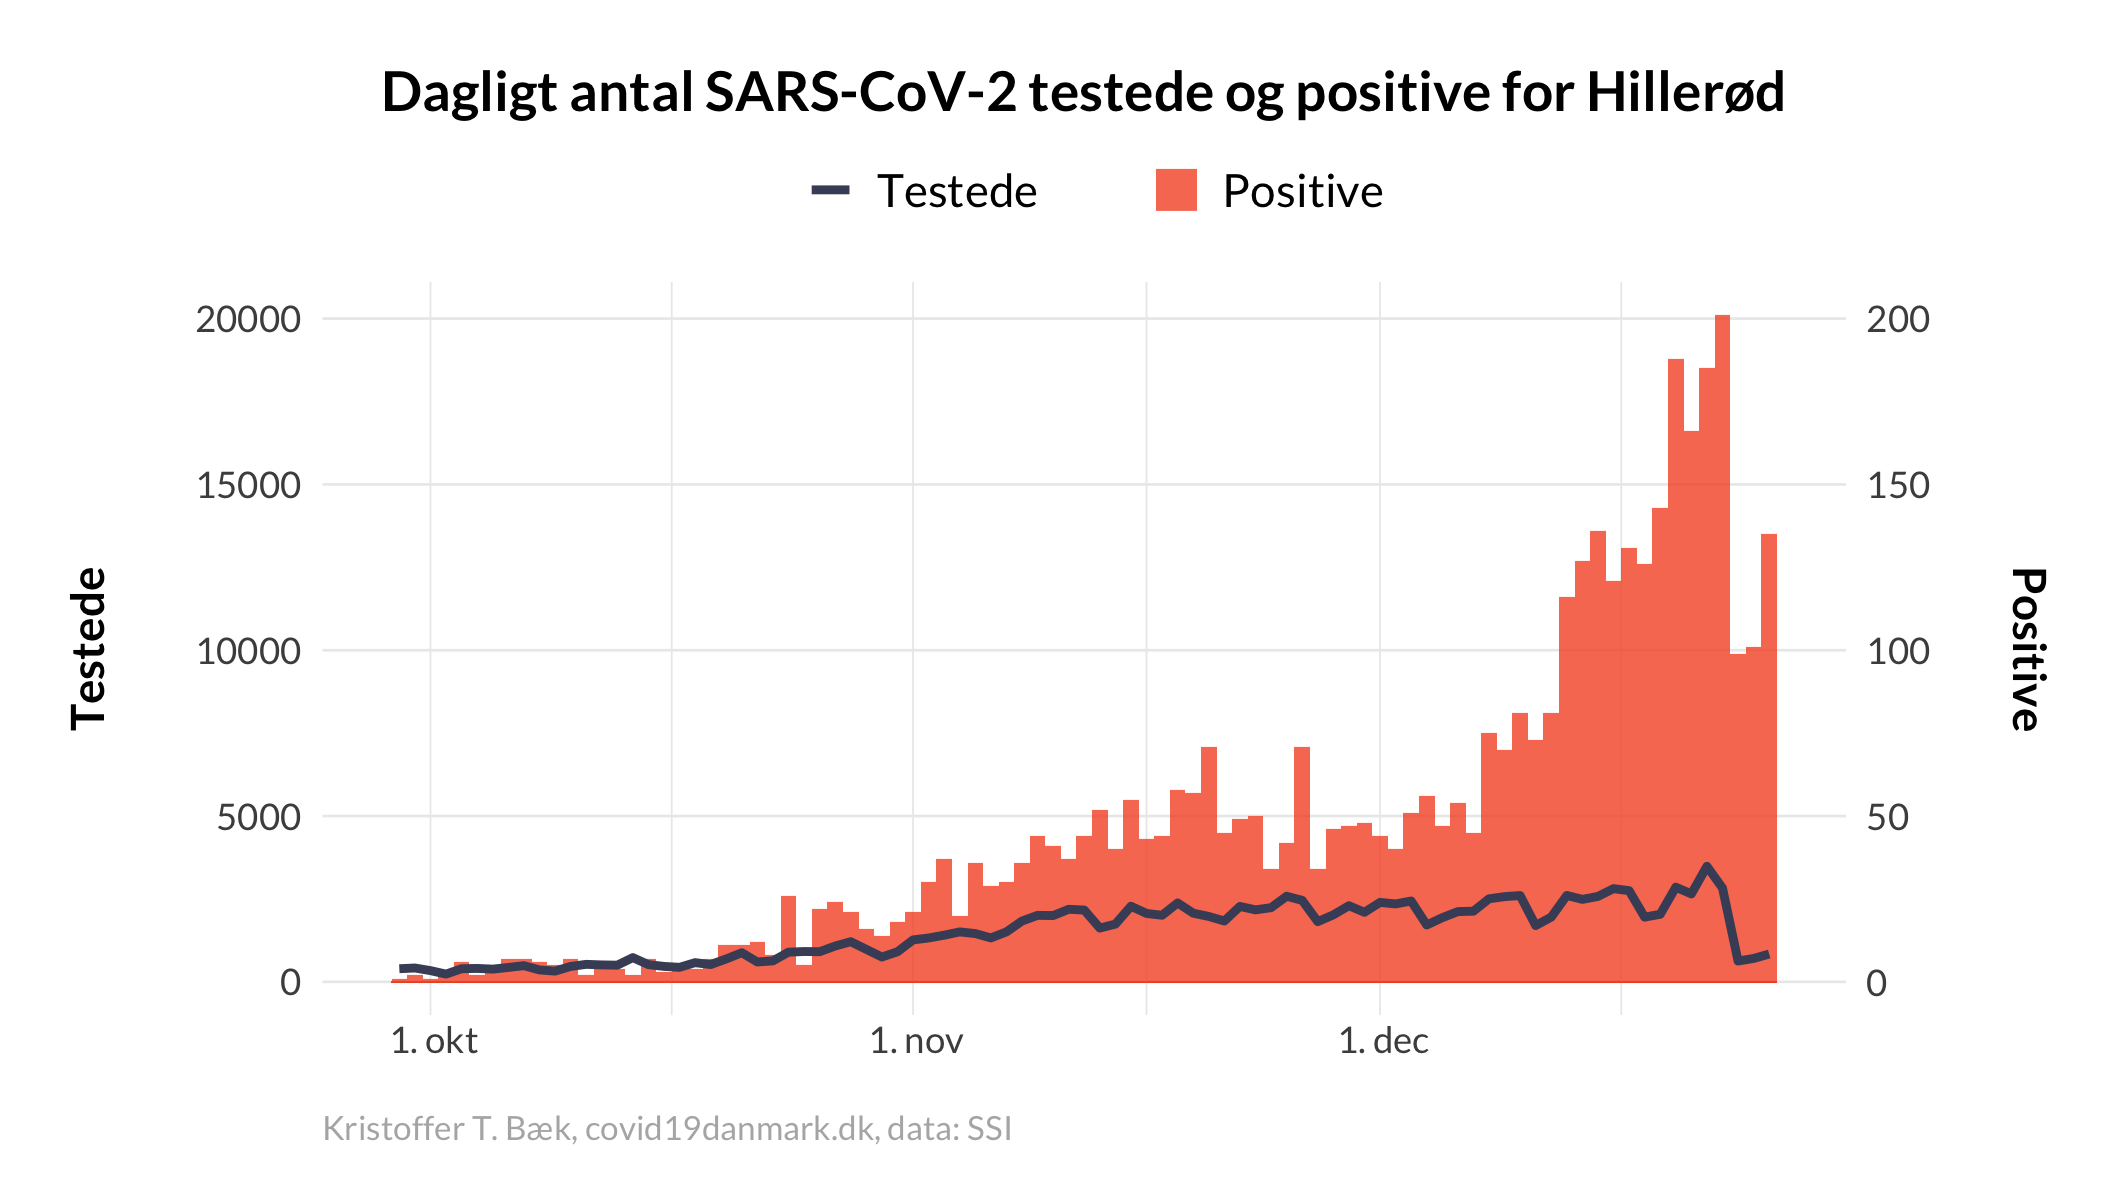 Dagligt antal SARS-CoV-2 testede og positive for Hillerød
Testede
Positive
20000
15000
10000
5000
0
200
150
100
50
0
Testede
Positive
1. okt
1. nov
1. dec
Kristoffer T. Bæk, covid19danmark.dk, data: SSI